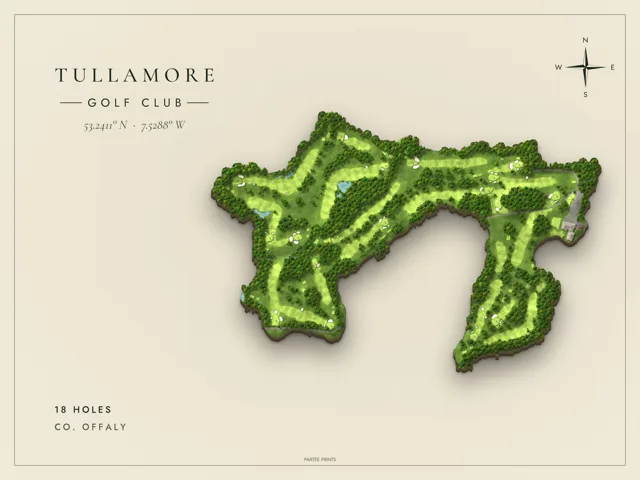 TULLAMORE
GOLF CLUB
53.2411° N · 7.5288° W
N
W E
S
18 HOLES
CO. OFFALY
PARTEE PRINTS